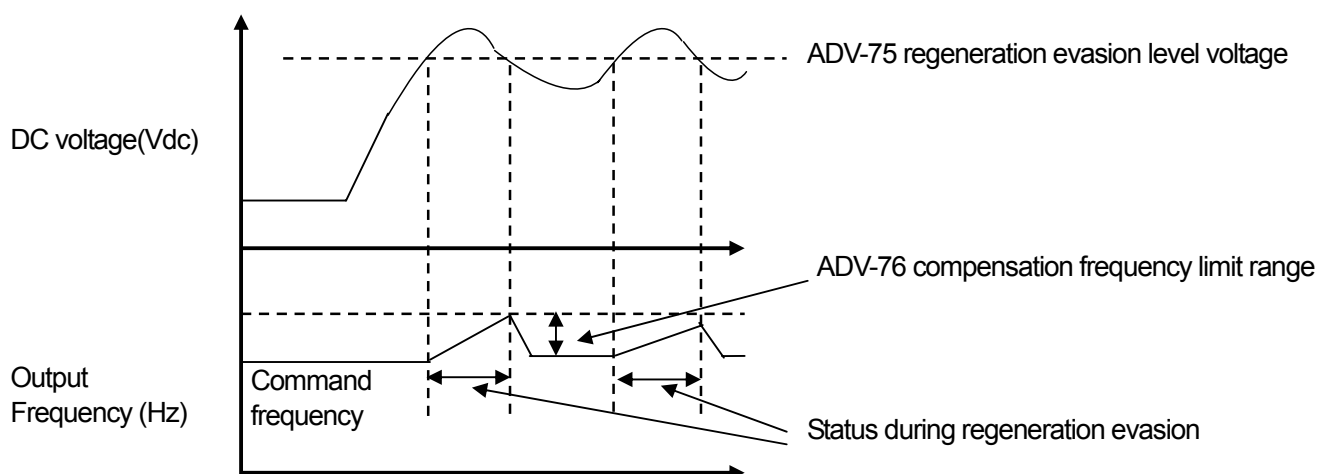 ADV-75 regeneration evasion level voltage
DC voltage(Vdc)
ADV-76 compensation frequency limit range
Output
Frequency (Hz)
Command
frequency
Status during regeneration evasion